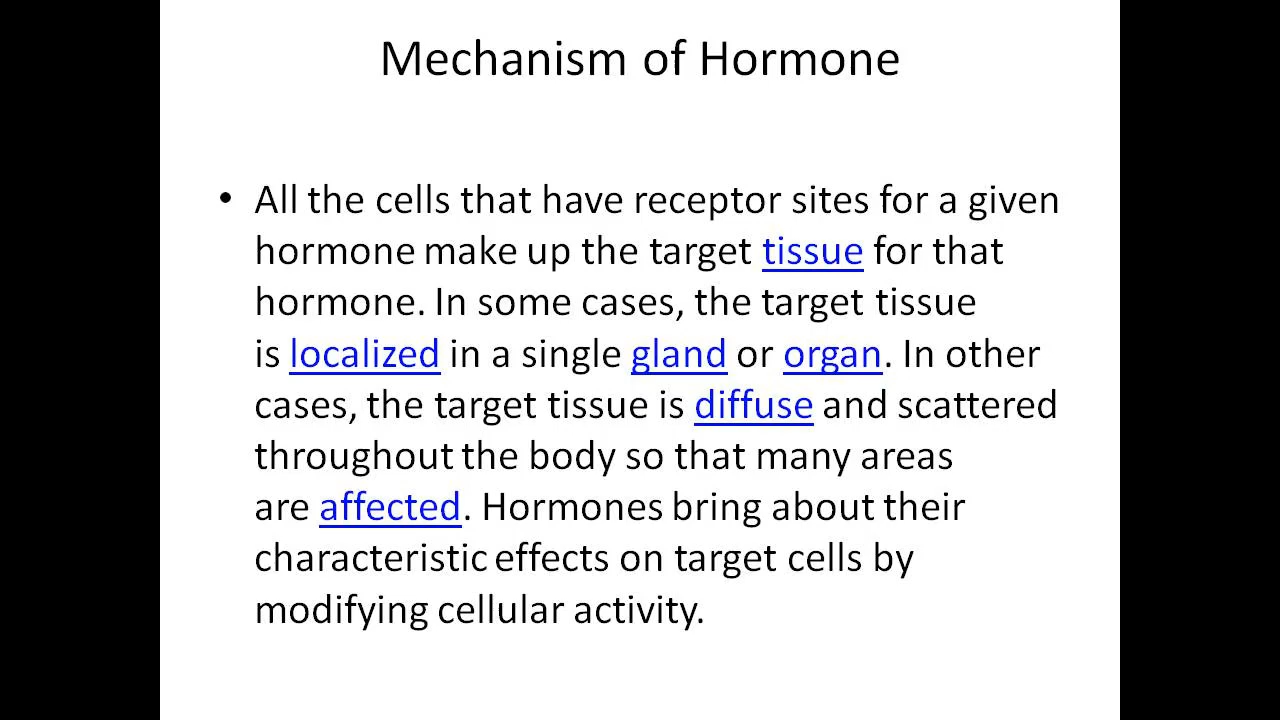 Mechanism of Hormone
• All the cells that have receptor sites for a given
hormone make up the target tissue for that
hormone. In some cases, the target tissue
is localized in a single gland or organ. In other
cases, the target tissue is diffuse and scattered
throughout the body so that many areas
are affected. Hormones bring about their
characteristic effects on target cells by
modifying cellular activity.